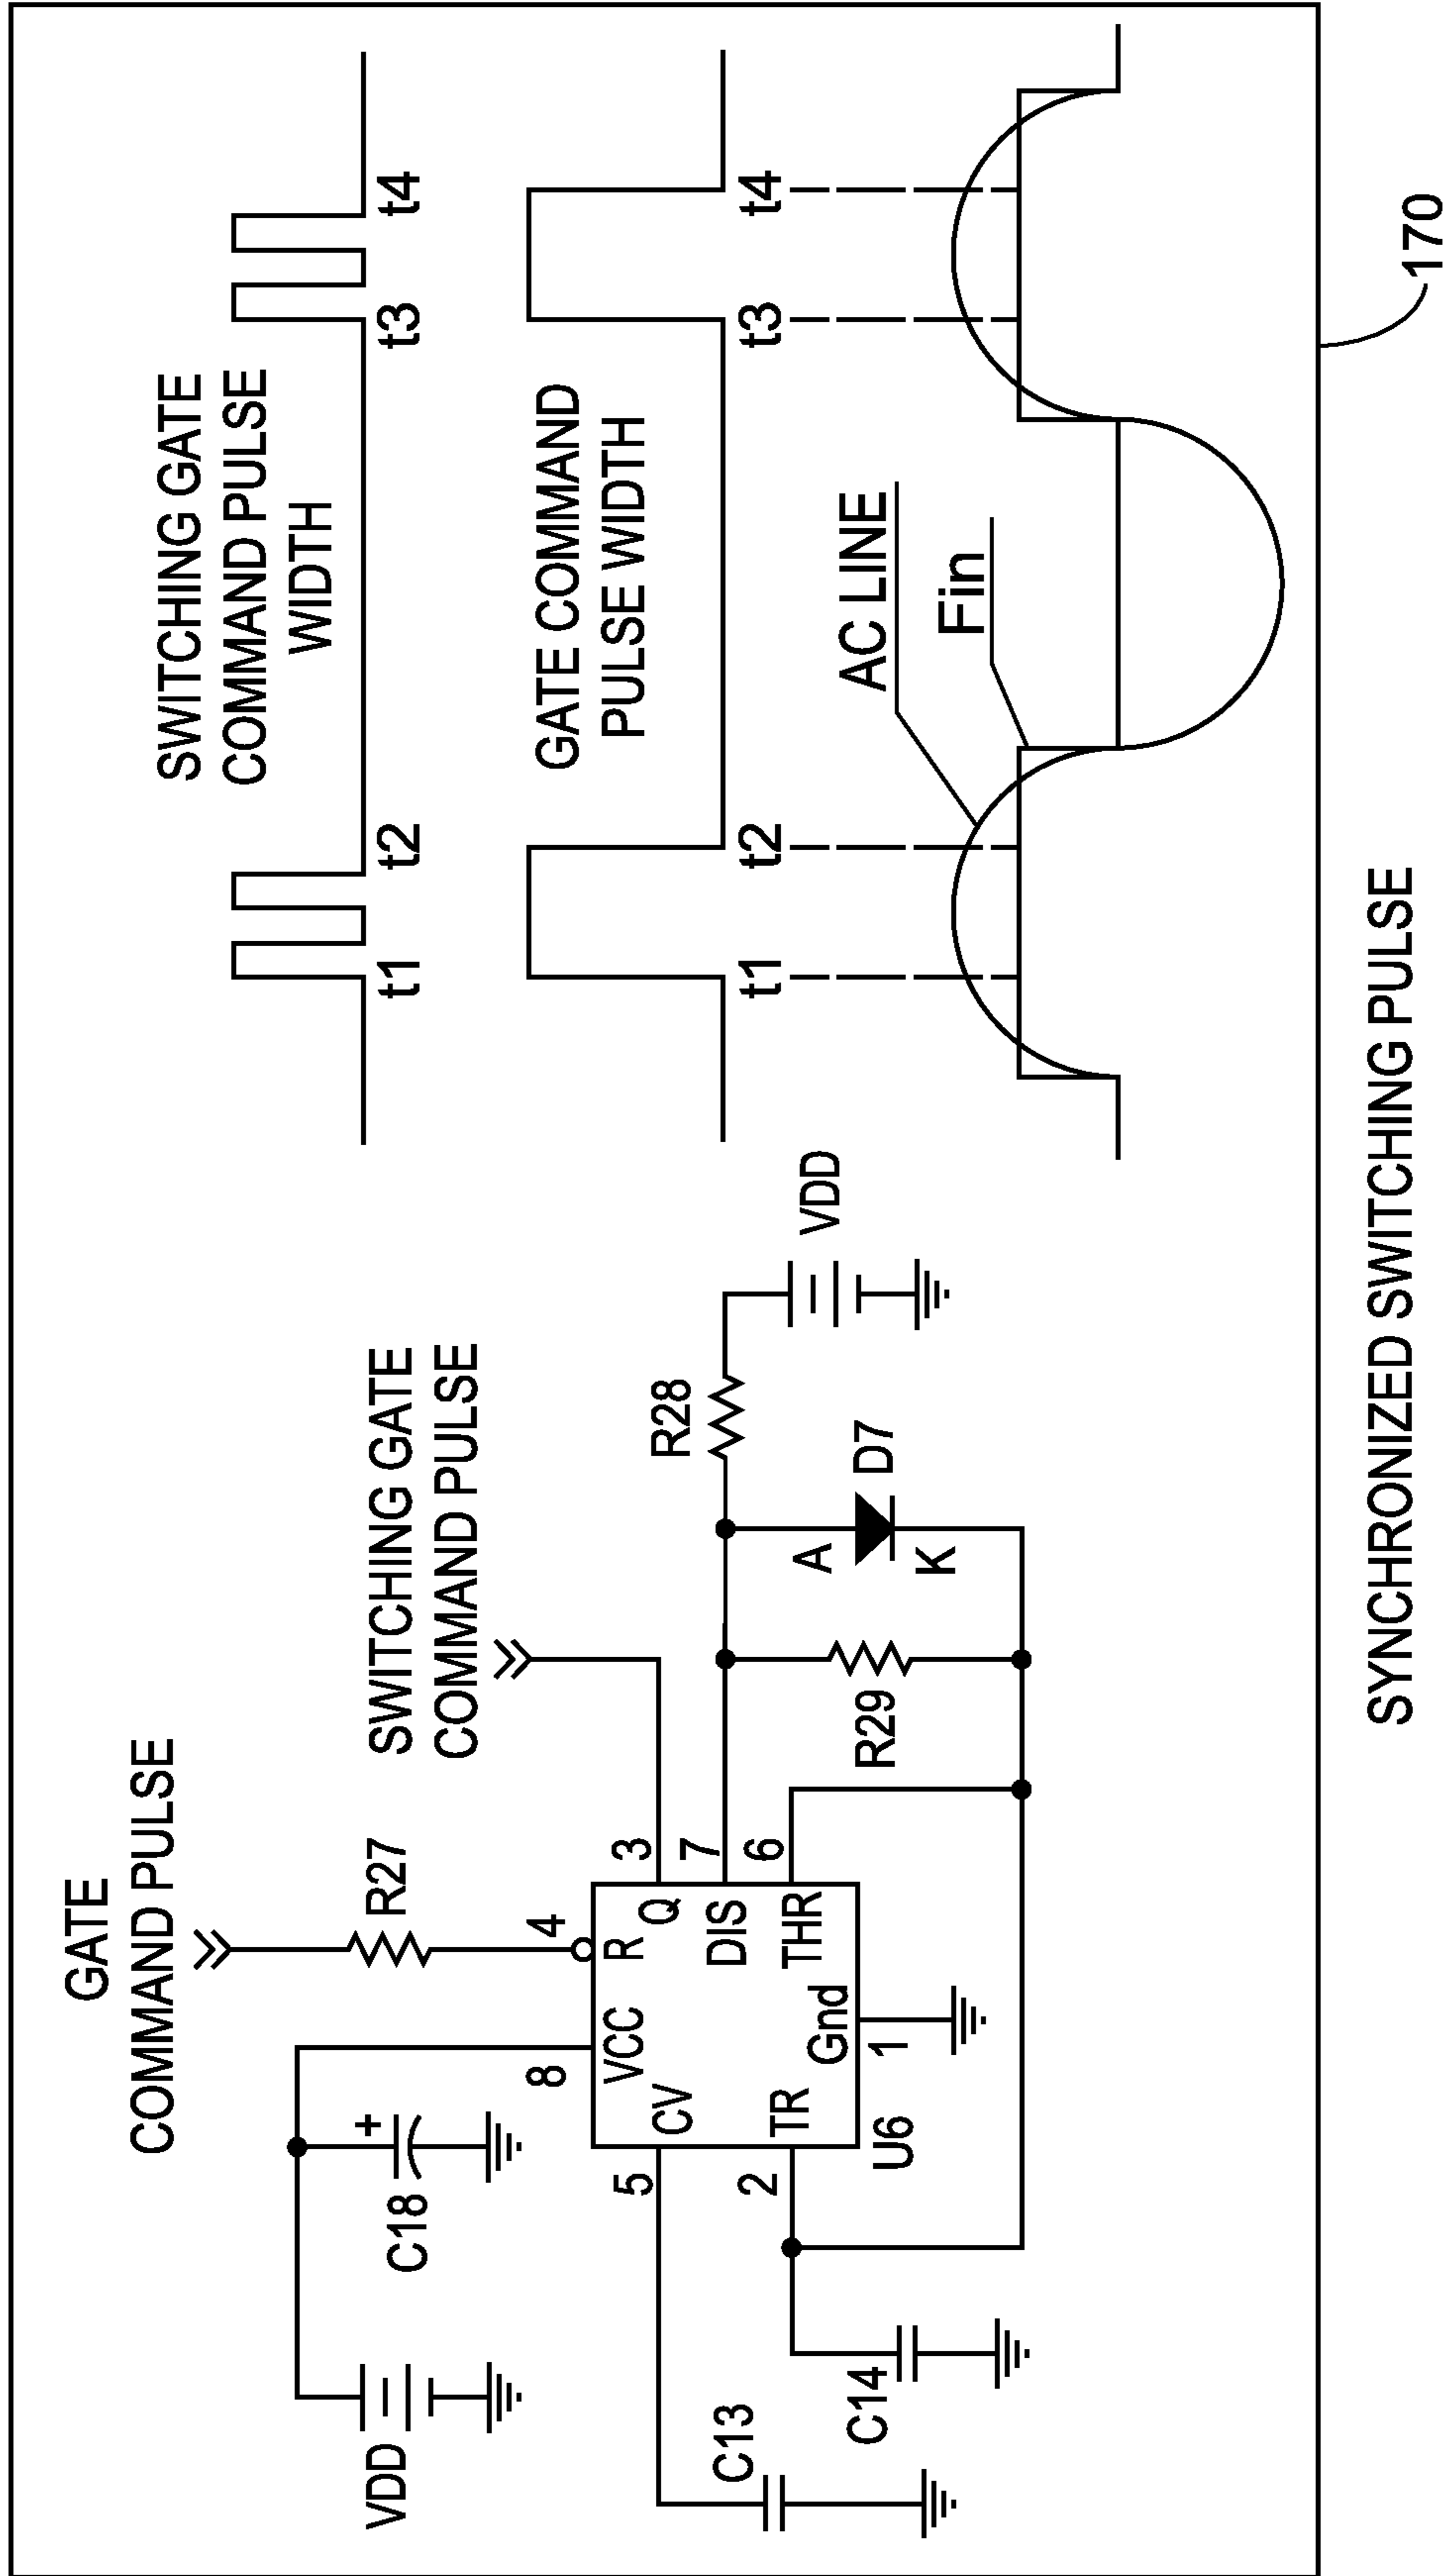 GATE
COMMAND PULSE
SWITCHING GATE
COMMAND PULSE
VDD
C18
+
R27
8
4
VCC
R
CV
Q
3
DIS
7
THR
6
TR
Gnd
5
2
1
U6
C13
C14
R28
VDD
R29
A
D7
K
SWITCHING GATE
COMMAND PULSE
WIDTH
t1
t2
t3
t4
GATE COMMAND
PULSE WIDTH
t1
t2
t3
t4
AC LINE
Fin
170
SYNCHRONIZED SWITCHING PULSE